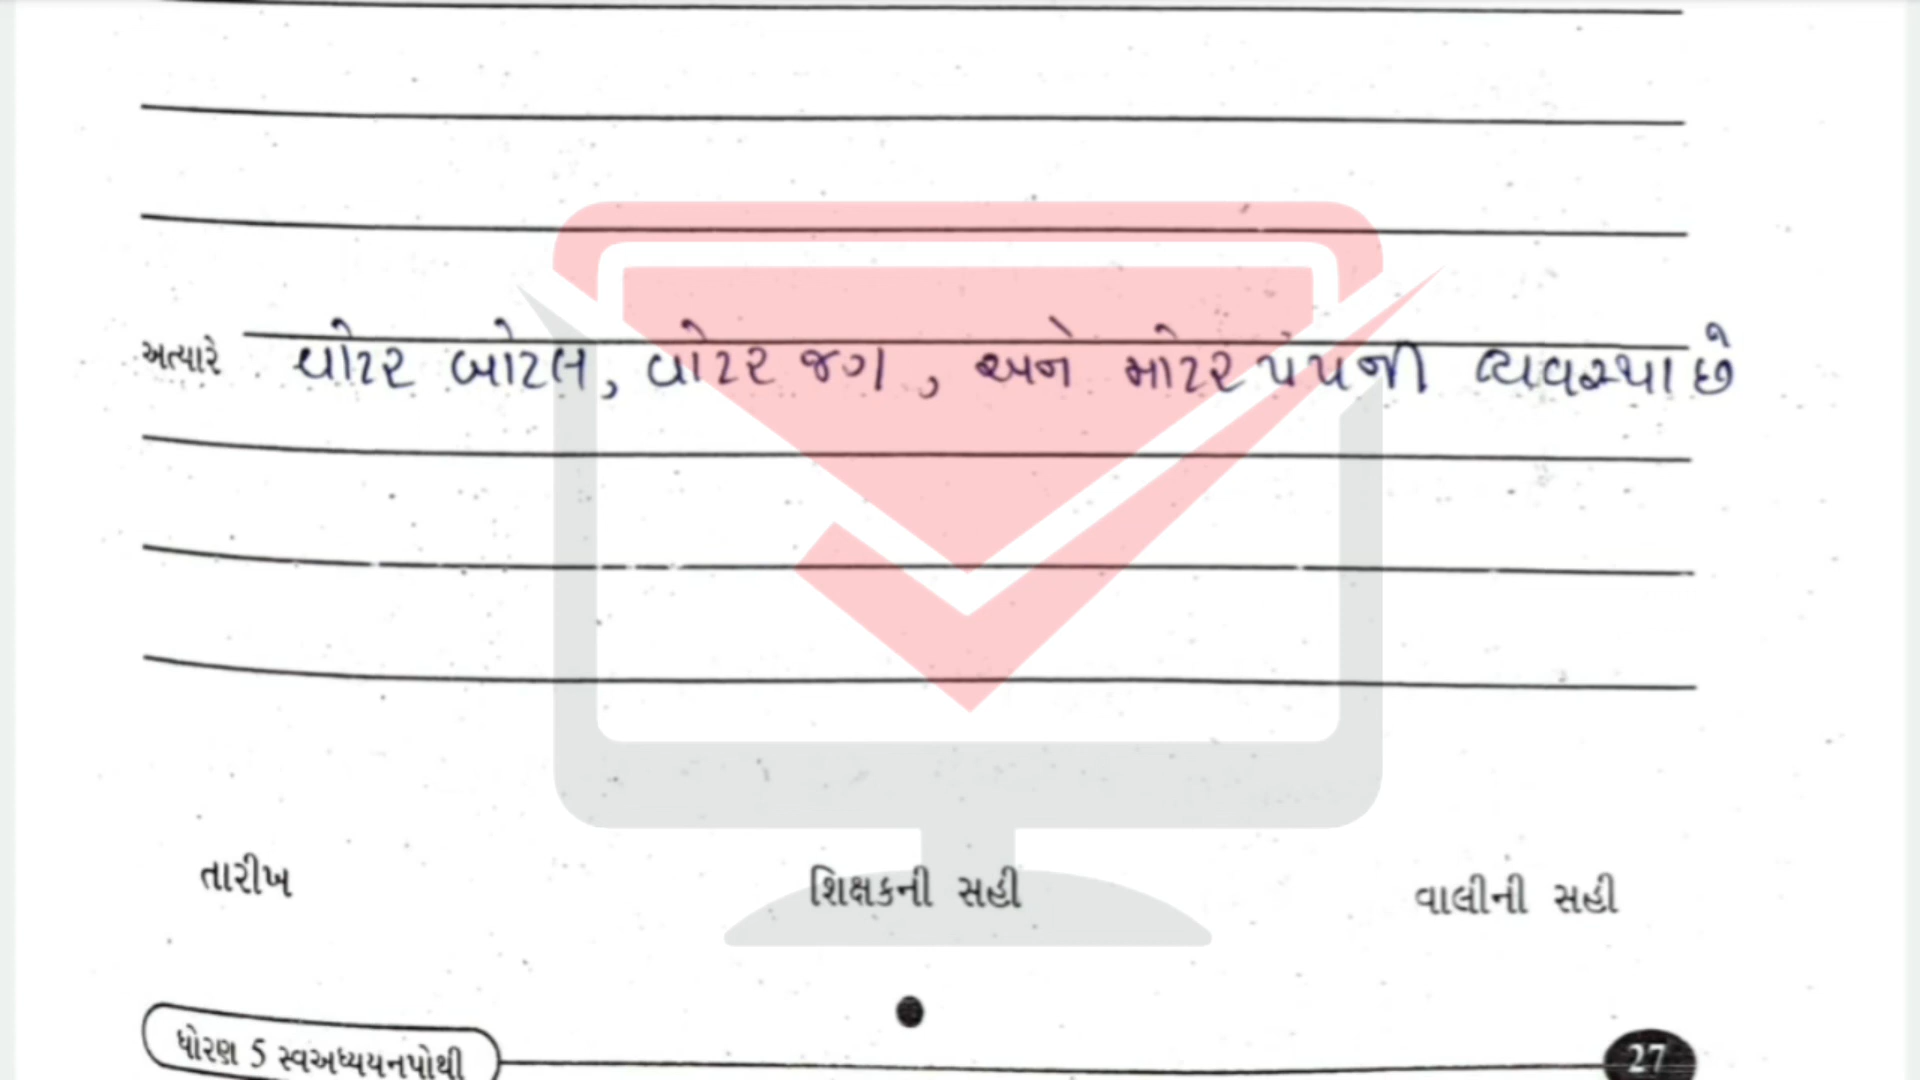 અત્યારે વોટર બોટલ, વોટર જગ, અને મોટર પંપની વ્યવસ્થા છે
તારીખ શિક્ષકની સહી વાલીની સહી
ધોરણ 5 સ્વઅધ્યયનપોથી 27